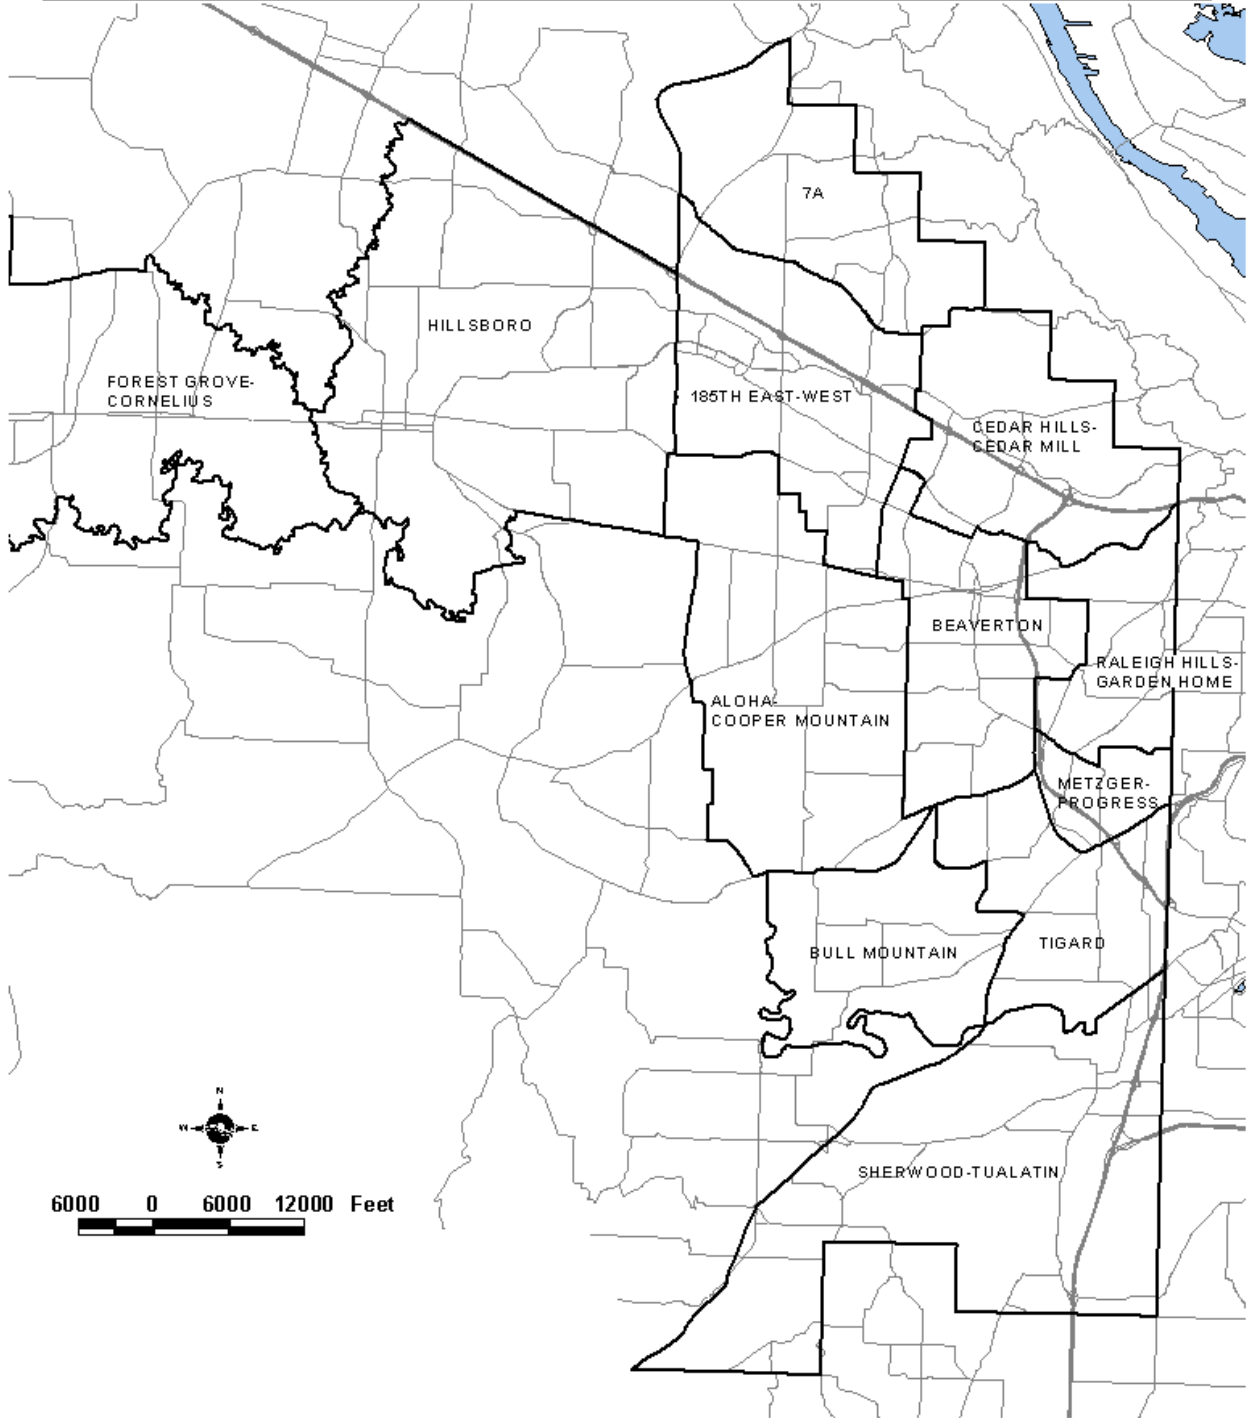 7A
HILLSBORO
FOREST GROVE-
CORNELIUS
185TH EAST-WEST
CEDAR HILLS-
CEDAR MILL
BEAVERTON
RALEIGH HILLS-
GARDEN HOME
ALOHA-
COOPER MOUNTAIN
METZGER-
PROGRESS
BULL MOUNTAIN
TIGARD
N
W E
S
SHERWOOD-TUALATIN
6000 0 6000 12000 Feet